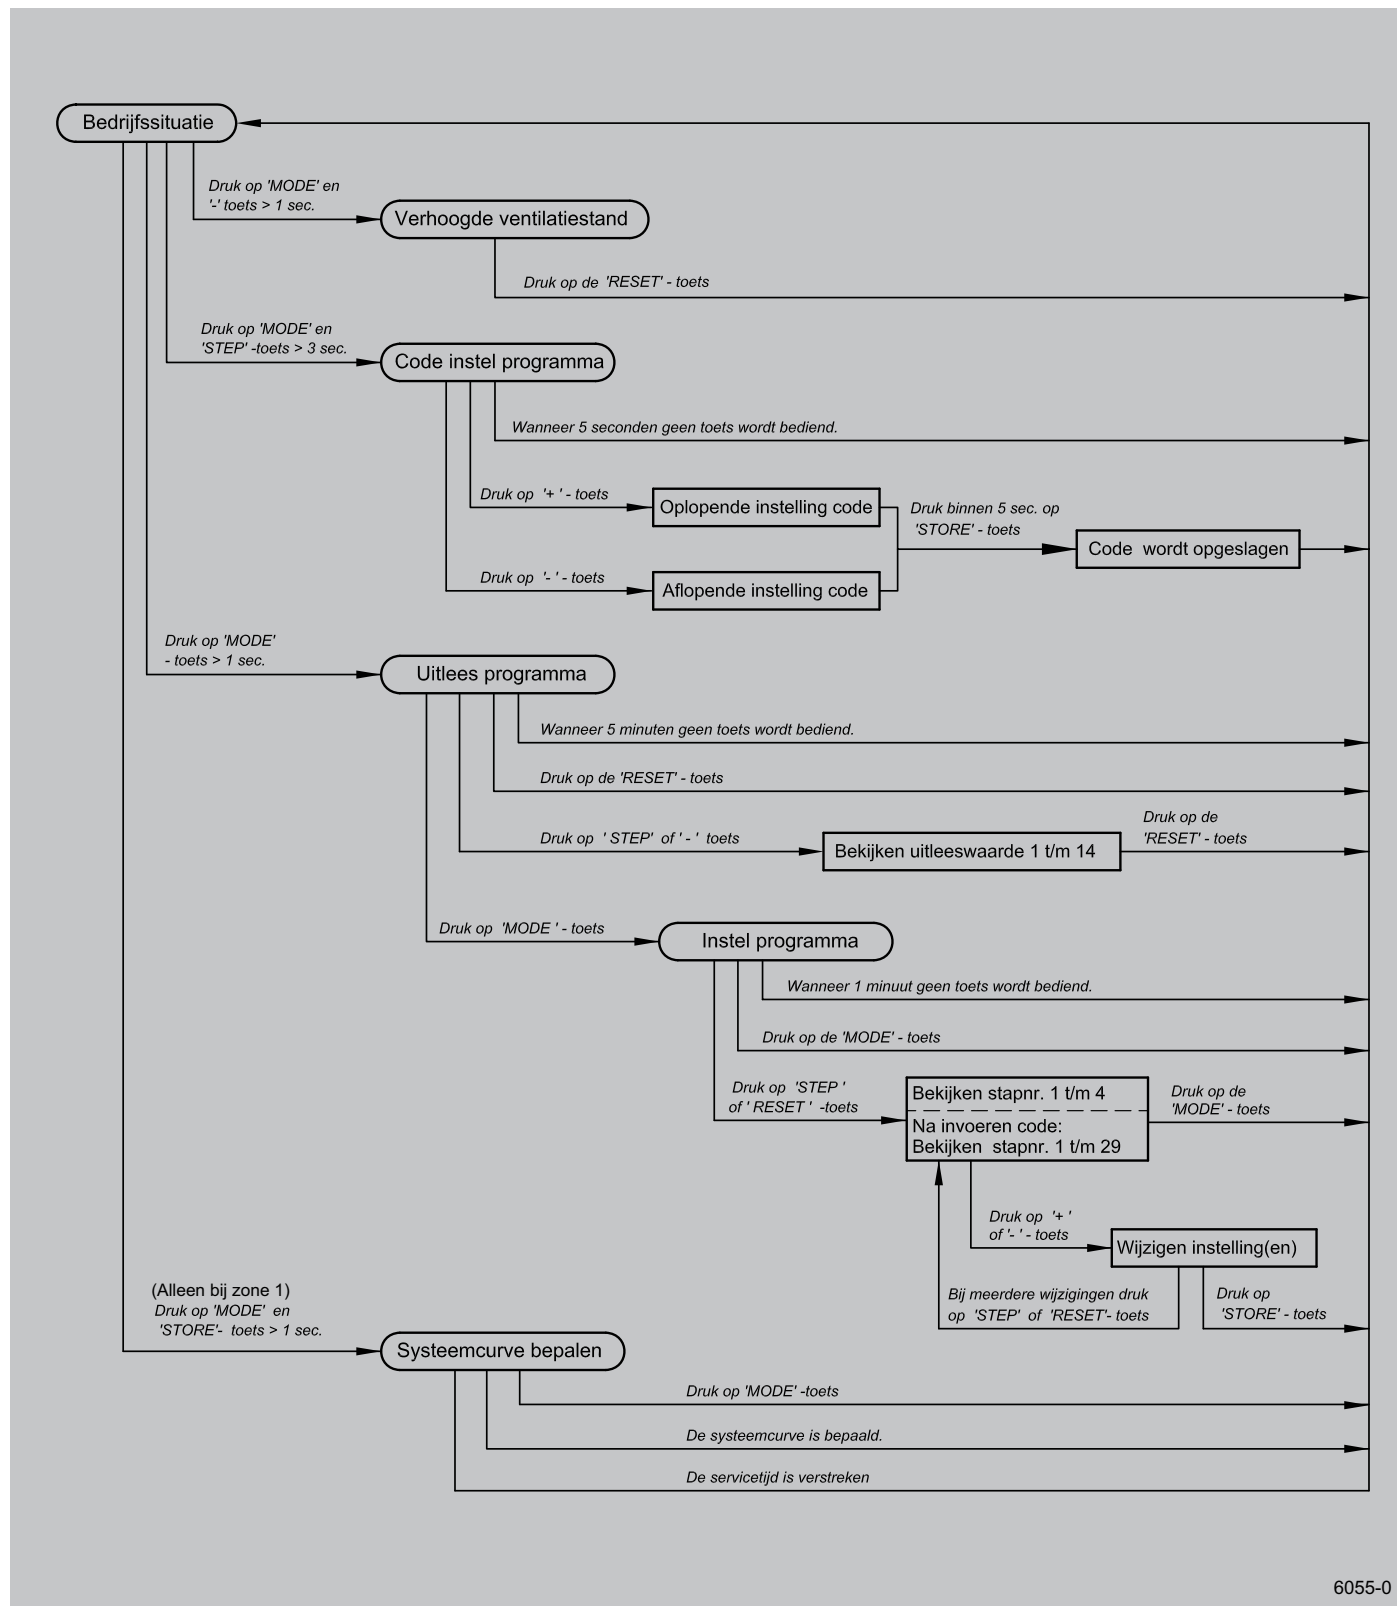 Bedrijfssituatie
Druk op 'MODE' en
'-' toets > 1 sec.
Verhoogde ventilatiestand
Druk op de 'RESET' - toets
Druk op 'MODE' en
'STEP' -toets > 3 sec.
Code instel programma
Wanneer 5 seconden geen toets wordt bediend.
Druk op '+ ' - toets
Oplopende instelling code
Druk binnen 5 sec. op
'STORE' - toets
Code wordt opgeslagen
Druk op '- ' - toets
Aflopende instelling code
Druk op 'MODE'
- toets > 1 sec.
Uitlees programma
Wanneer 5 minuten geen toets wordt bediend.
Druk op de 'RESET' - toets
Druk op ' STEP' of ' - ' toets
Bekijken uitleeswaarde 1 t/m 14
Druk op de
'RESET' - toets
Druk op 'MODE ' - toets
Instel programma
Wanneer 1 minuut geen toets wordt bediend.
Druk op de 'MODE' - toets
Druk op 'STEP '
of ' RESET ' -toets
Bekijken stapnr. 1 t/m 4
Na invoeren code:
Bekijken stapnr. 1 t/m 29
Druk op de
'MODE' - toets
Druk op '+ '
of '- ' - toets
Wijzigen instelling(en)
Bij meerdere wijzigingen druk
op 'STEP' of 'RESET'- toets
Druk op
'STORE' - toets
(Alleen bij zone 1)
Druk op 'MODE' en
'STORE'- toets > 1 sec.
Systeemcurve bepalen
Druk op 'MODE' -toets
De systeemcurve is bepaald.
De servicetijd is verstreken
6055-0